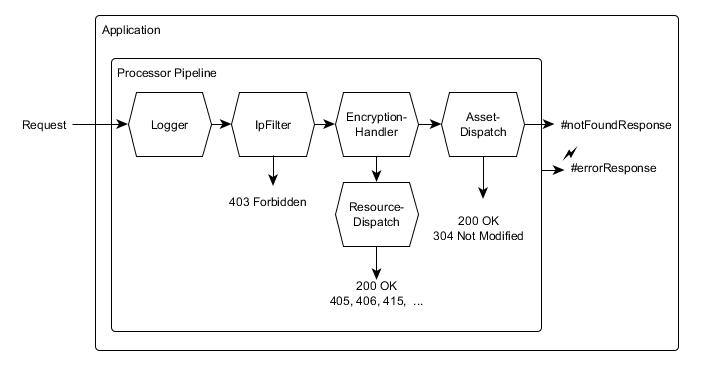 Application
Processor Pipeline
Request
Logger
IpFilter
Encryption-
Handler
Asset-
Dispatch
#notFoundResponse
#errorResponse
403 Forbidden
Resource-
Dispatch
200 OK
304 Not Modified
200 OK
405, 406, 415, ...